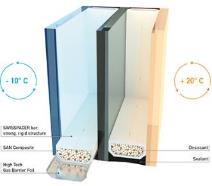 - 10° C
+ 20° C
SWISSPACER bar:
strong, rigid structure
SAN Composite
High Tech
Gas Barrier Foil
Desiccant
Sealant